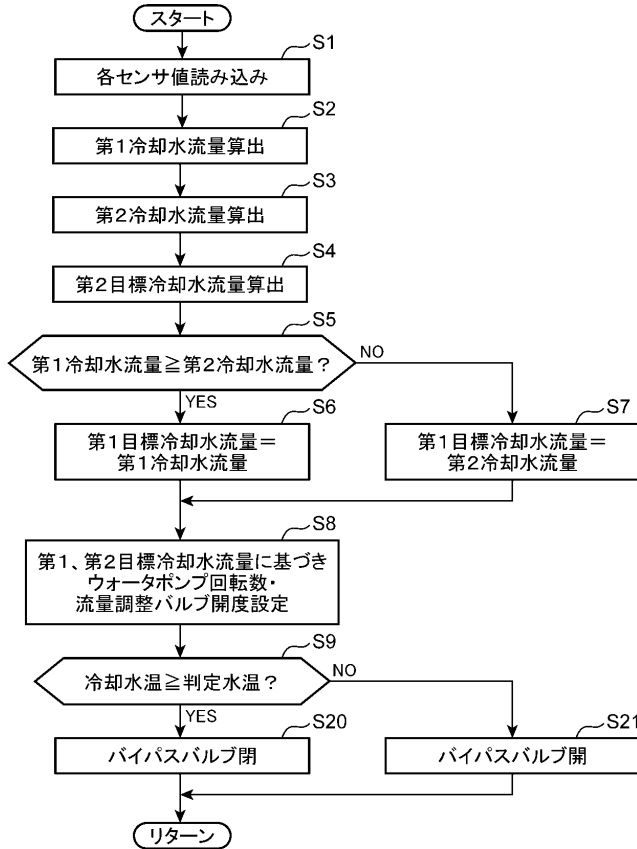 スタート
S1
各センサ値読み込み
S2
第1冷却水流量算出
S3
第2冷却水流量算出
S4
第2目標冷却水流量算出
S5
第1冷却水流量≧第2冷却水流量?
NO
YES
S6
第1目標冷却水流量=
第1冷却水流量
S7
第1目標冷却水流量=
第2冷却水流量
S8
第1、第2目標冷却水流量に基づき
ウォータポンプ回転数・
流量調整バルブ開度設定
S9
冷却水温≧判定水温?
NO
YES
S20
バイパスバルブ閉
S21
バイパスバルブ開
リターン